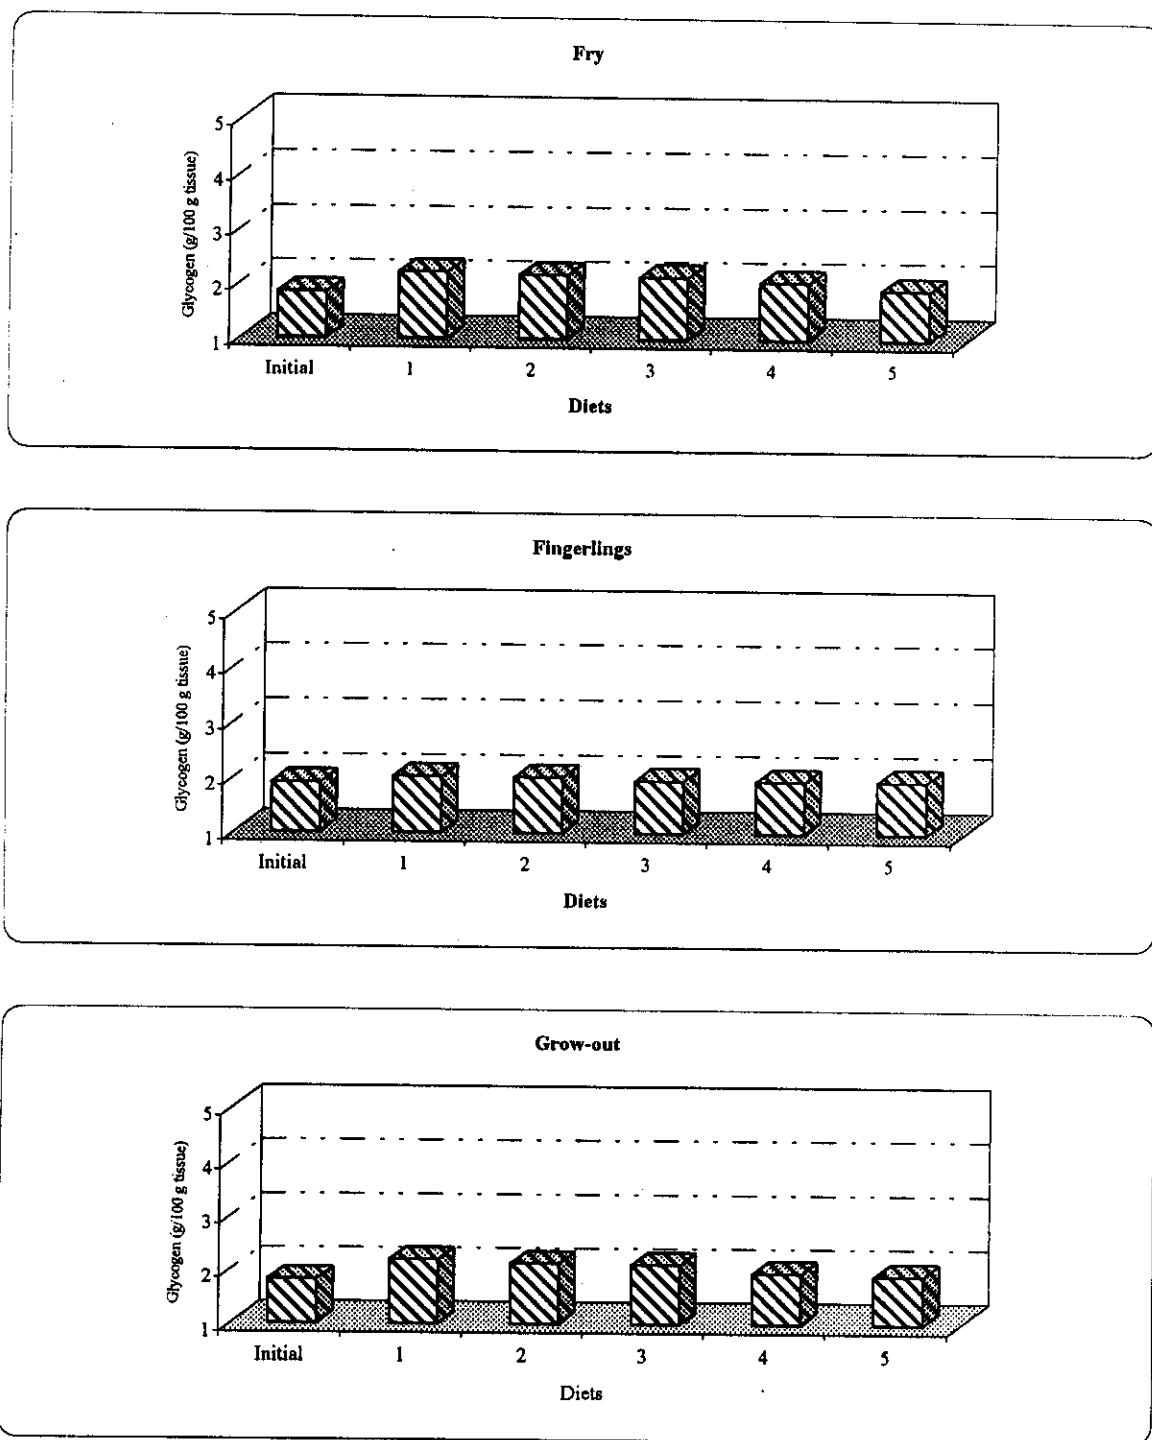 Fry
Glycogen (g/100 g tissue)
5
4
3
2
1
Initial 1 2 3 4 5
Diets
Fingerlings
Glycogen (g/100 g tissue)
5
4
3
2
1
Initial 1 2 3 4 5
Diets
Grow-out
Glycogen (g/100 g tissue)
5
4
3
2
1
Initial 1 2 3 4 5
Diets